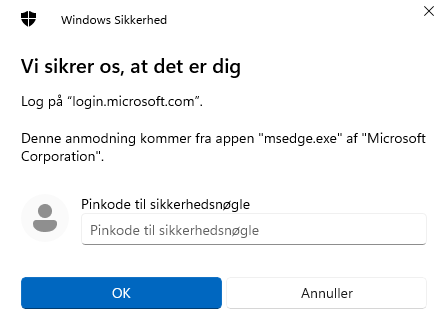 Windows Sikkerhed
Vi sikrer os, at det er dig
Log på “login.microsoft.com”.
Denne anmodning kommer fra appen "msedge.exe" af "Microsoft
Corporation".
Pinkode til sikkerhedsnøgle
Pinkode til sikkerhedsnøgle
OK
Annuller